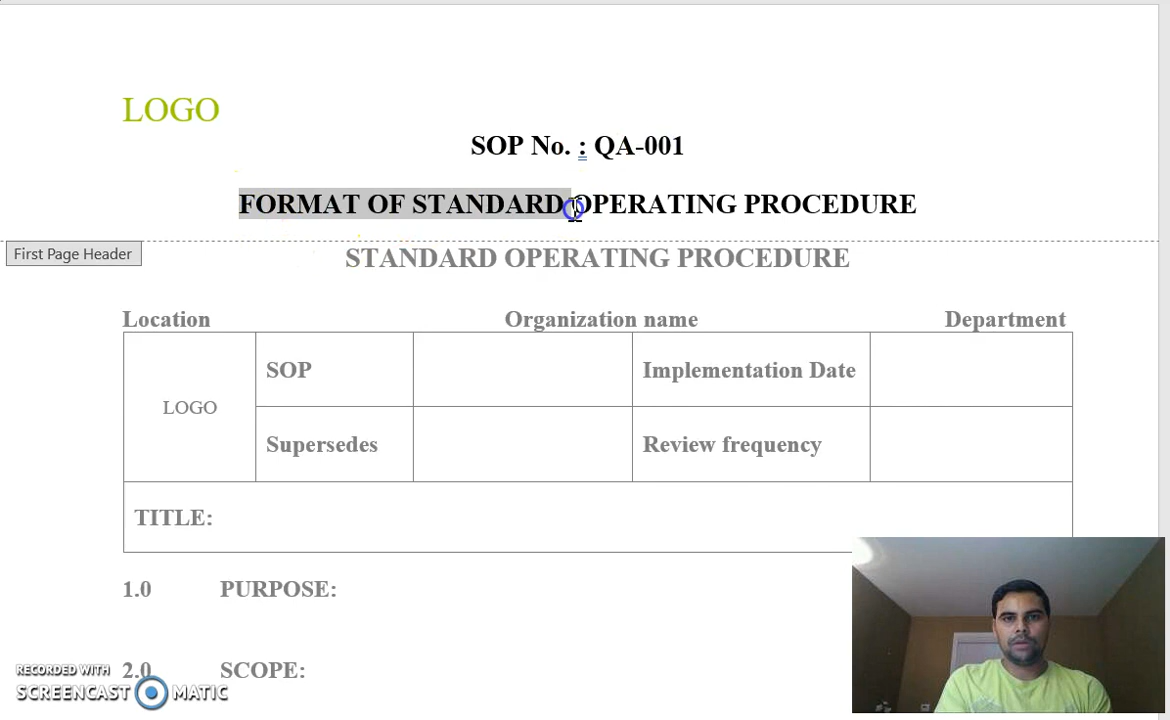 LOGO
SOP No. : QA-001
FORMAT OF STANDARD OPERATING PROCEDURE
First Page Header
STANDARD OPERATING PROCEDURE
Location Organization name Department
LOGO
SOP Implementation Date
Supersedes Review frequency
TITLE:
1.0 PURPOSE:
2.0 SCOPE:
RECORDED WITH
SCREENCAST MATIC